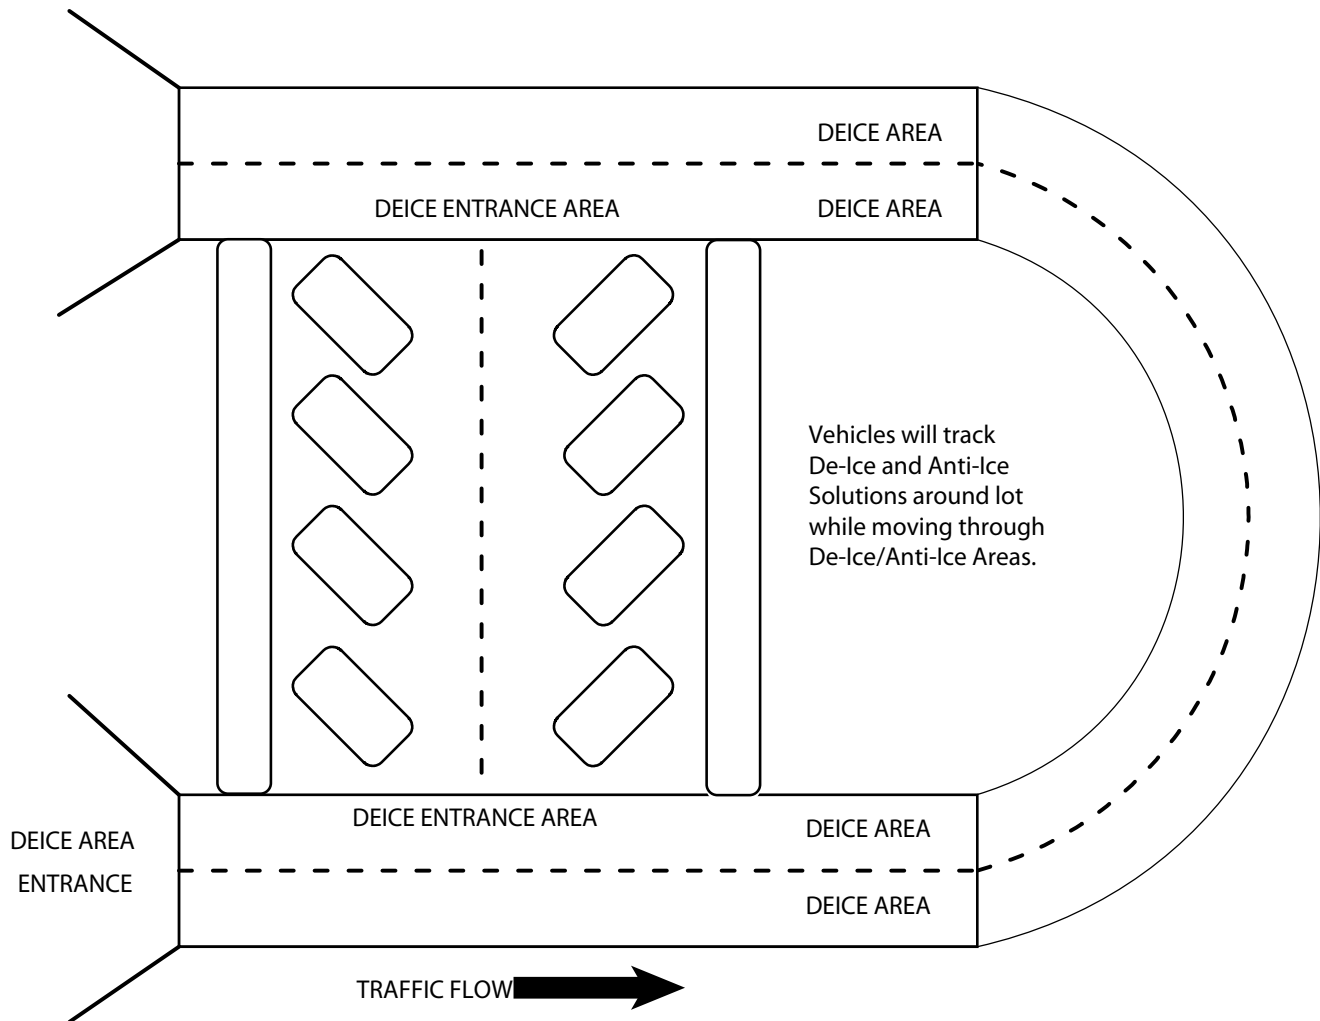 DEICE AREA
DEICE ENTRANCE AREA
DEICE AREA
Vehicles will track
De-Ice and Anti-Ice
Solutions around lot
while moving through
De-Ice/Anti-Ice Areas.
DEICE ENTRANCE AREA
DEICE AREA
DEICE AREA
ENTRANCE
DEICE AREA
TRAFFIC FLOW